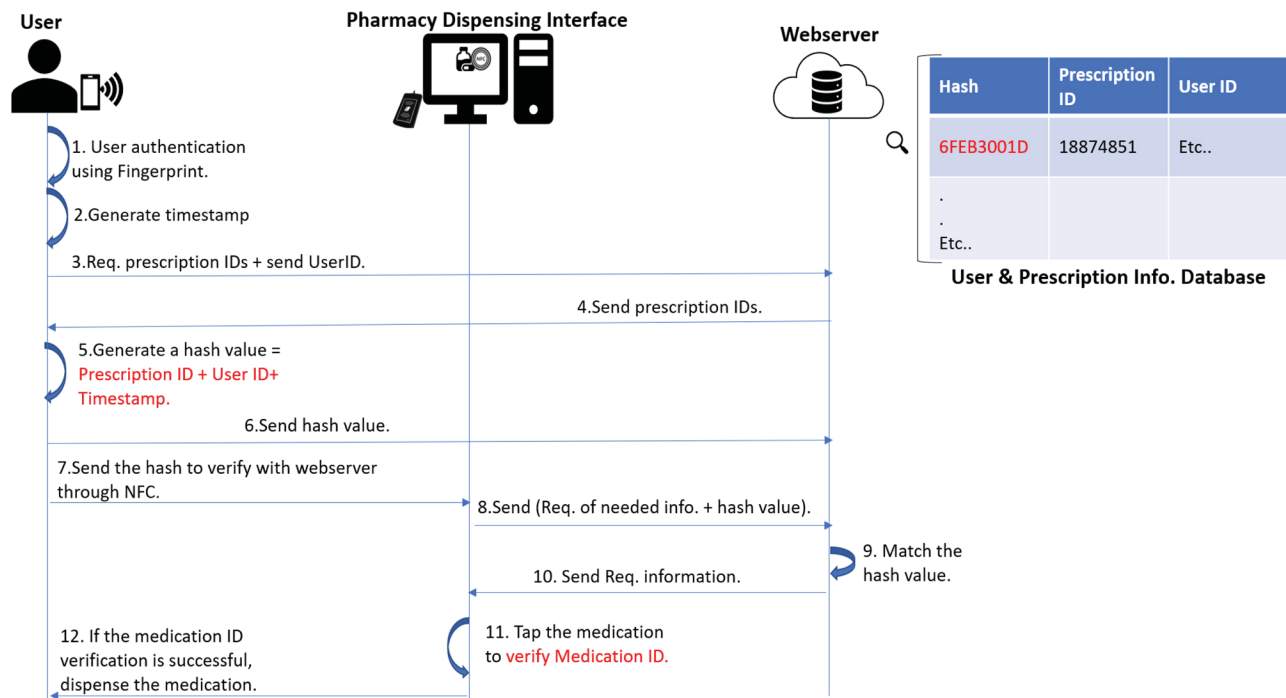 User
Pharmacy Dispensing Interface
Webserver
NFC
Hash
Prescription
ID
User ID
6FEB3001D
18874851
Etc..
.
.
Etc..
User & Prescription Info. Database
1. User authentication
using Fingerprint.
2.Generate timestamp
3.Req. prescription IDs + send UserID.
4.Send prescription IDs.
5.Generate a hash value =
Prescription ID + User ID+
Timestamp.
6.Send hash value.
7.Send the hash to verify with webserver
through NFC.
8.Send (Req. of needed info. + hash value).
9. Match the
hash value.
10. Send Req. information.
11. Tap the medication
to verify Medication ID.
12. If the medication ID
verification is successful,
dispense the medication.